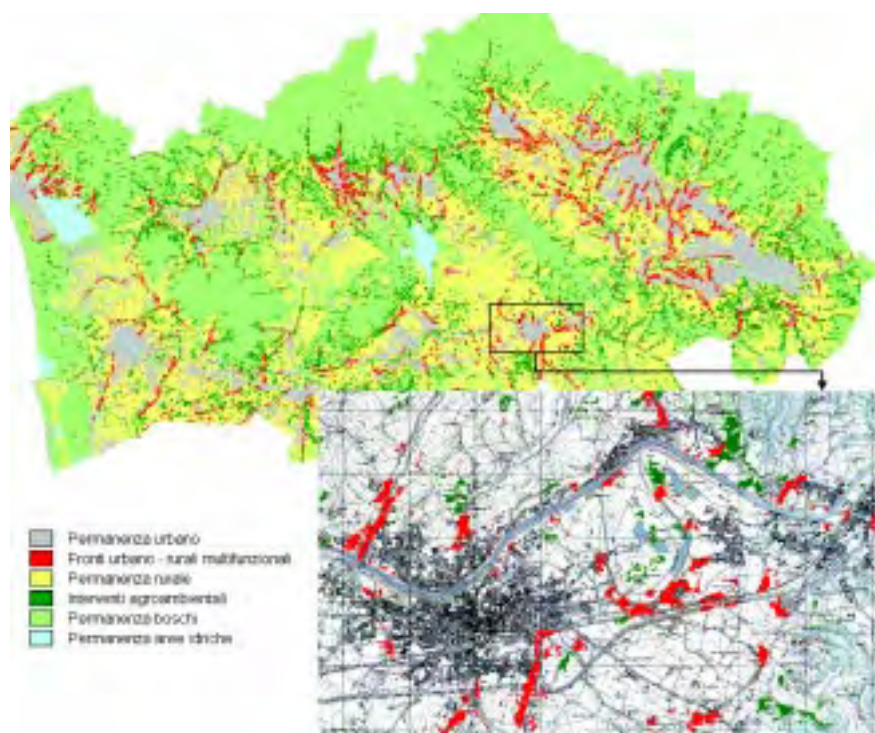 Permanenza urbano
Fronti urbano - rurali multifunzionali
Permanenza rurale
Interventi agroambientali
Permanenza boschi
Permanenza aree idriche